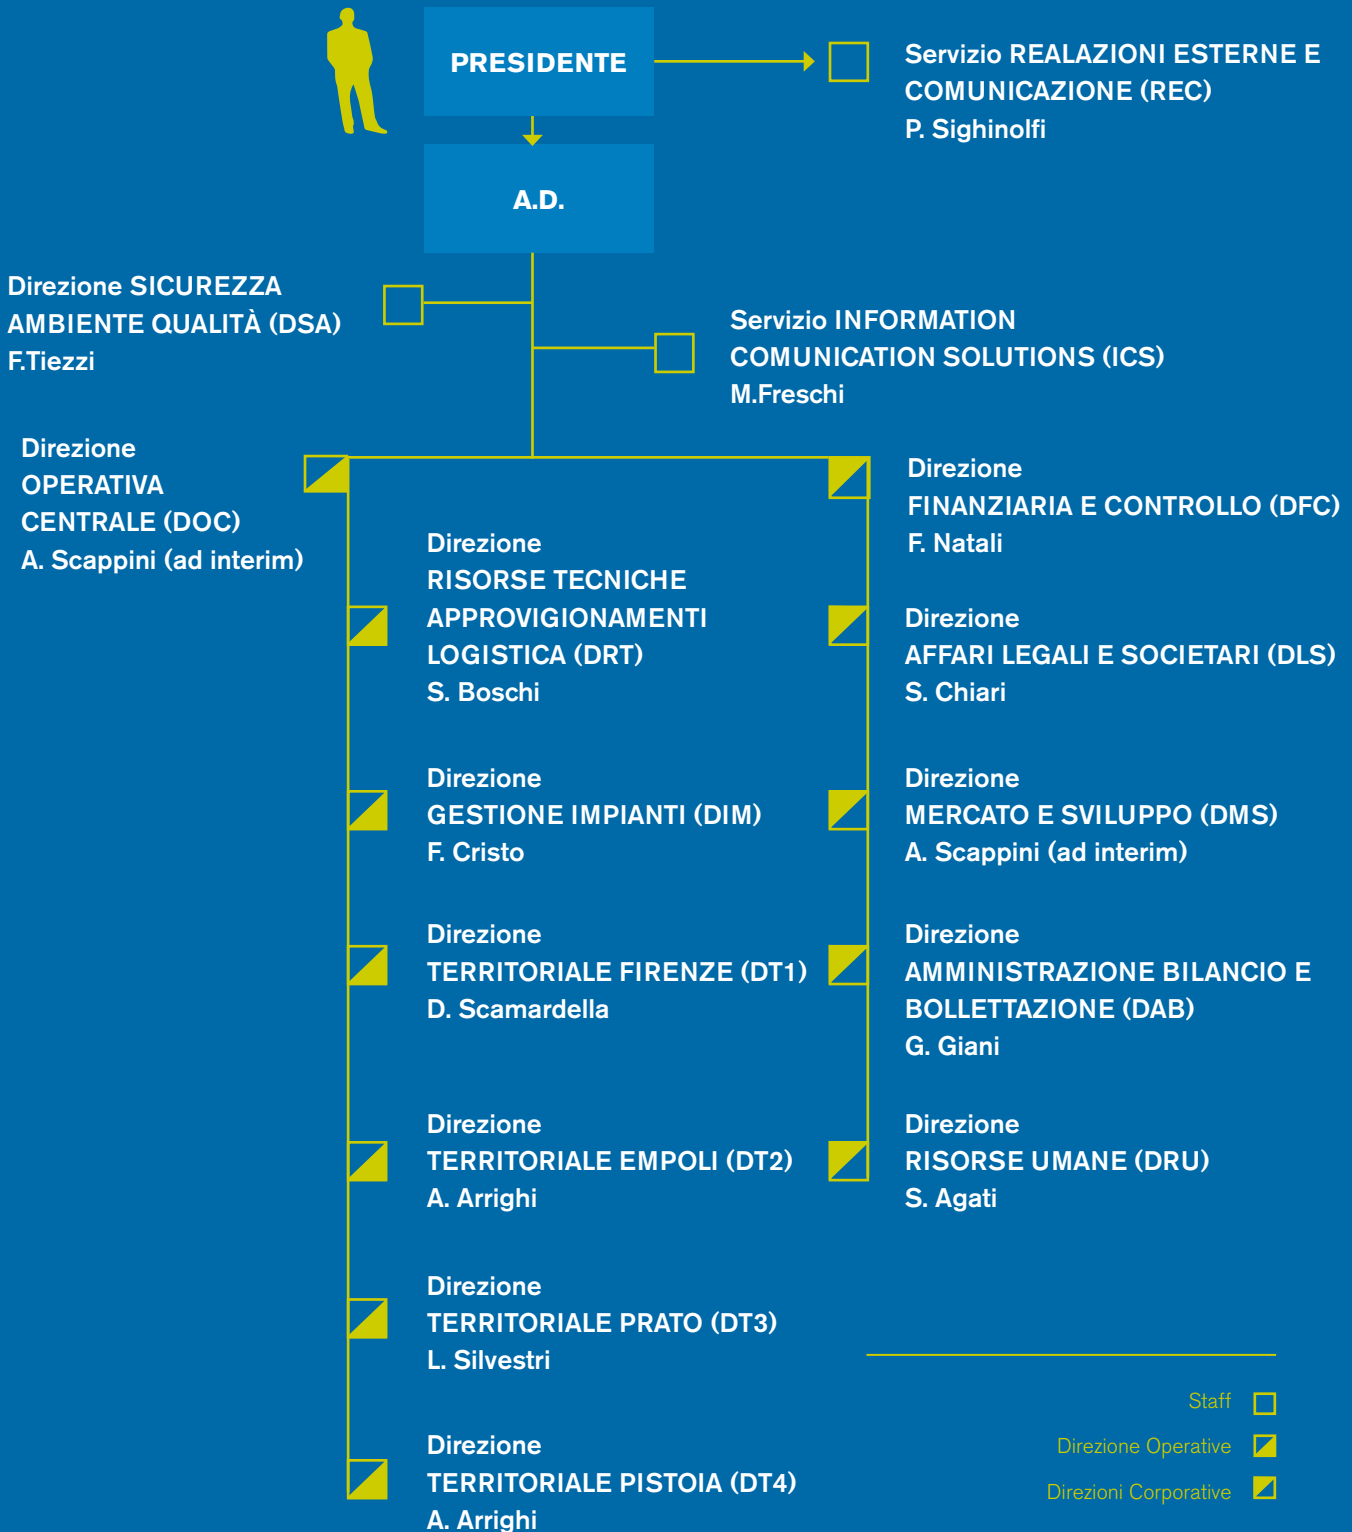 PRESIDENTE
Servizio REALAZIONI ESTERNE E
COMUNICAZIONE (REC)
P. Sighinolfi
A.D.
Direzione SICUREZZA
AMBIENTE QUALITÀ (DSA)
F.Tiezzi
Servizio INFORMATION
COMUNICATION SOLUTIONS (ICS)
M.Freschi
Direzione
OPERATIVA
CENTRALE (DOC)
A. Scappini (ad interim)
Direzione
RISORSE TECNICHE
APPROVIGIONAMENTI
LOGISTICA (DRT)
S. Boschi
Direzione
GESTIONE IMPIANTI (DIM)
F. Cristo
Direzione
TERRITORIALE FIRENZE (DT1)
D. Scamardella
Direzione
TERRITORIALE EMPOLI (DT2)
A. Arrighi
Direzione
TERRITORIALE PRATO (DT3)
L. Silvestri
Direzione
TERRITORIALE PISTOIA (DT4)
A. Arrighi
Direzione
FINANZIARIA E CONTROLLO (DFC)
F. Natali
Direzione
AFFARI LEGALI E SOCIETARI (DLS)
S. Chiari
Direzione
MERCATO E SVILUPPO (DMS)
A. Scappini (ad interim)
Direzione
AMMINISTRAZIONE BILANCIO E
BOLLETTAZIONE (DAB)
G. Giani
Direzione
RISORSE UMANE (DRU)
S. Agati
Staff
Direzione Operative
Direzioni Corporative